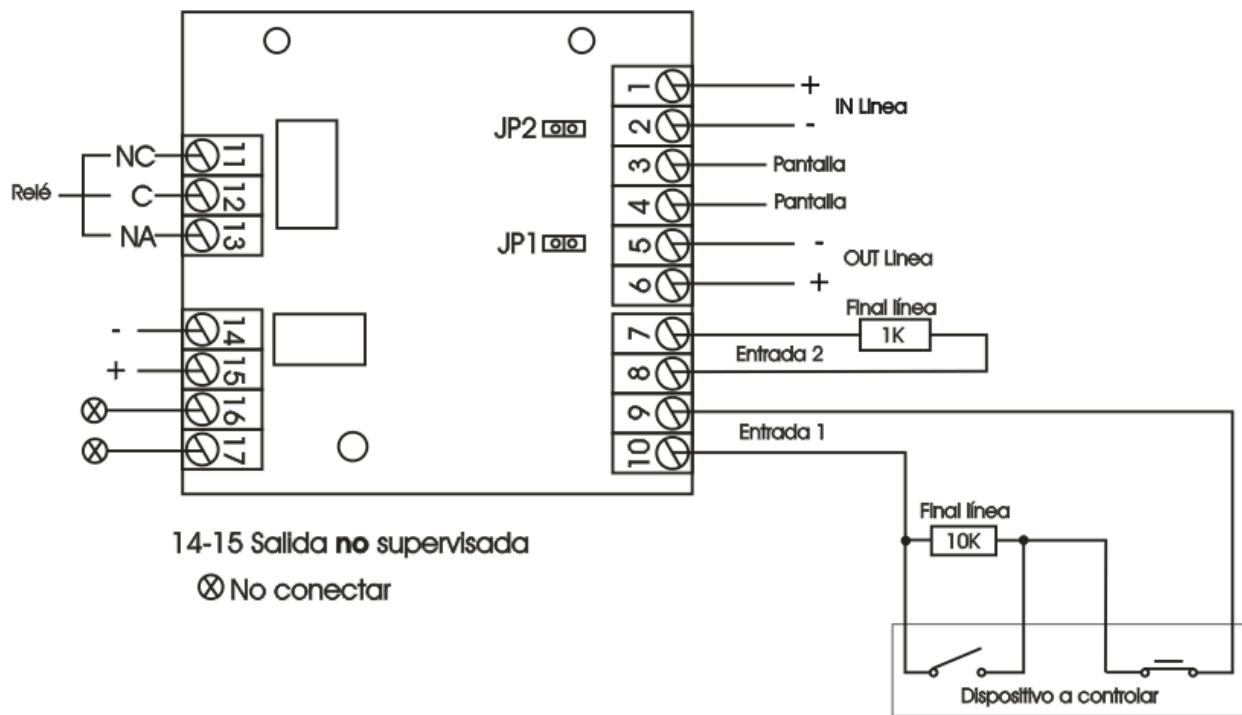 1
+
IN Linea
JP2
2
-
NC
11
3
Pantalla
Relé
C
12
4
Pantalla
NA
13
JP1
5
-
OUT Linea
6
+
Final línea
-
14
7
1K
Entrada 2
+
15
8
16
9
Entrada 1
17
10
14-15 Salida no supervisada
Final línea
10K
No conectar
Dispositivo a controlar